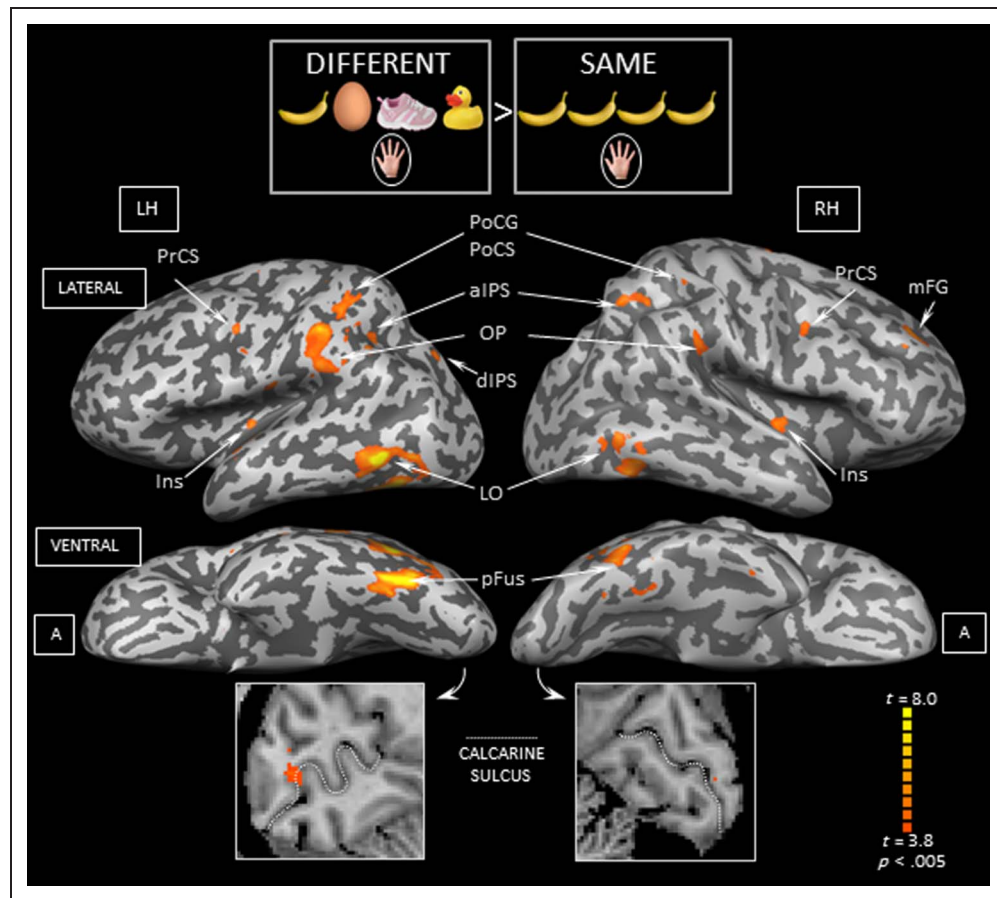 DIFFERENT > SAME
LH
RH
PoCG
PoCS
PrCS
PrCS
mFG
LATERAL
aIPS
OP
dIPS
Ins
Ins
LO
VENTRAL
pFus
A
A
CALCARINE
SULCUS
t = 8.0
t = 3.8
p < .005